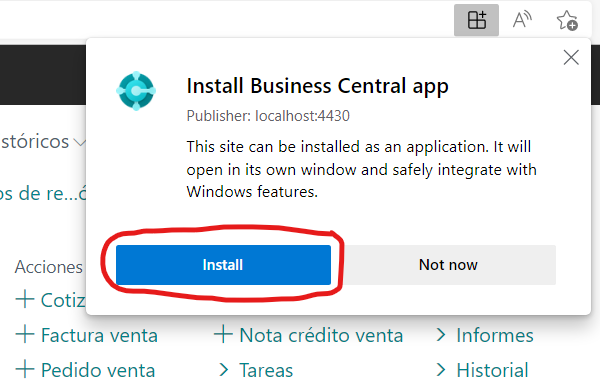 A
Install Business Central app
Publisher: localhost:4430
This site can be installed as an application. It will
open in its own window and safely integrate with
Windows features.
Install
Not now
stóricos
os de re...ó
Acciones
Cotiz
Factura venta
Nota crédito venta
Informes
Pedido venta
Tareas
Historial